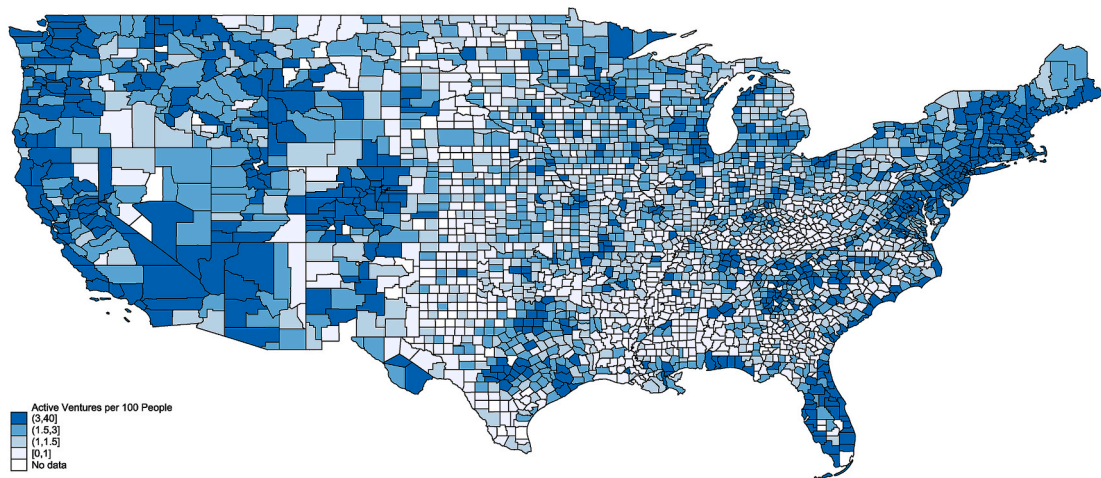 Active Ventures per 100 People
(3,40]
(1.5,3]
(1,1.5]
[0,1]
No data